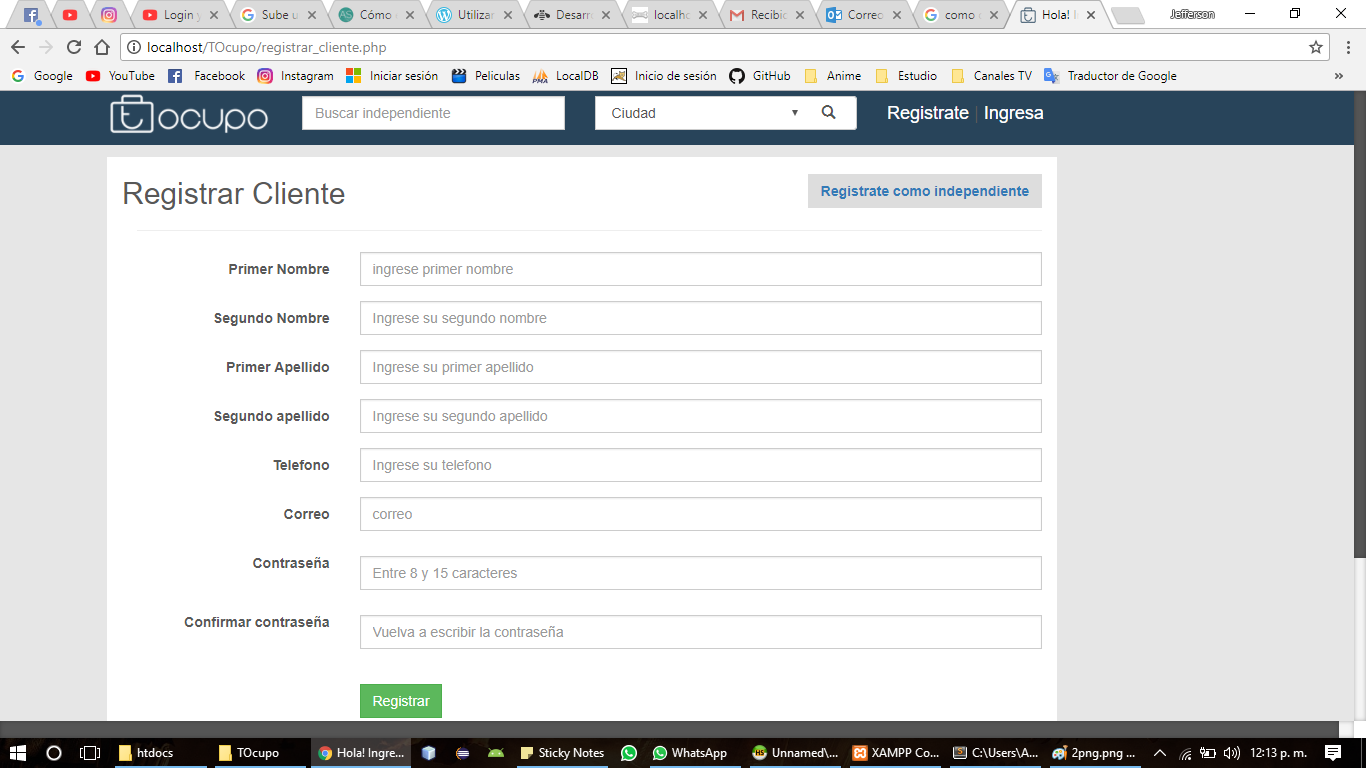 Login y
Sube u
Cómo
Utilizar
Desarr
localho
Recibid
Correo
como
Hola! I
Jefferson
localhost/TOcupo/registrar_cliente.php
Google YouTube Facebook Instagram Iniciar sesión Peliculas LocalDB Inicio de sesión GitHub Anime Estudio Canales TV Traductor de Google »
tocupo
Buscar independiente
Ciudad
Registrate | Ingresa
Registrar Cliente
Registrate como independiente
Primer Nombre
ingrese primer nombre
Segundo Nombre
Ingrese su segundo nombre
Primer Apellido
Ingrese su primer apellido
Segundo apellido
Ingrese su segundo apellido
Telefono
Ingrese su telefono
Correo
correo
Contraseña
Entre 8 y 15 caracteres
Confirmar contraseña
Vuelva a escribir la contraseña
Registrar
htdocs
TOcupo
Hola! Ingre...
Sticky Notes
WhatsApp
Unnamed\...
XAMPP Co...
C:\Users\A...
2png.png ...
12:13 p. m.